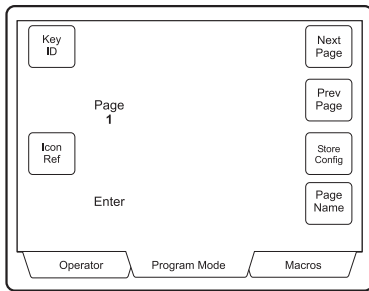 Key
ID
Next
Page
Page
1
Prev
Page
Icon
Ref
Store
Config
Enter
Page
Name
Operator
Program Mode
Macros